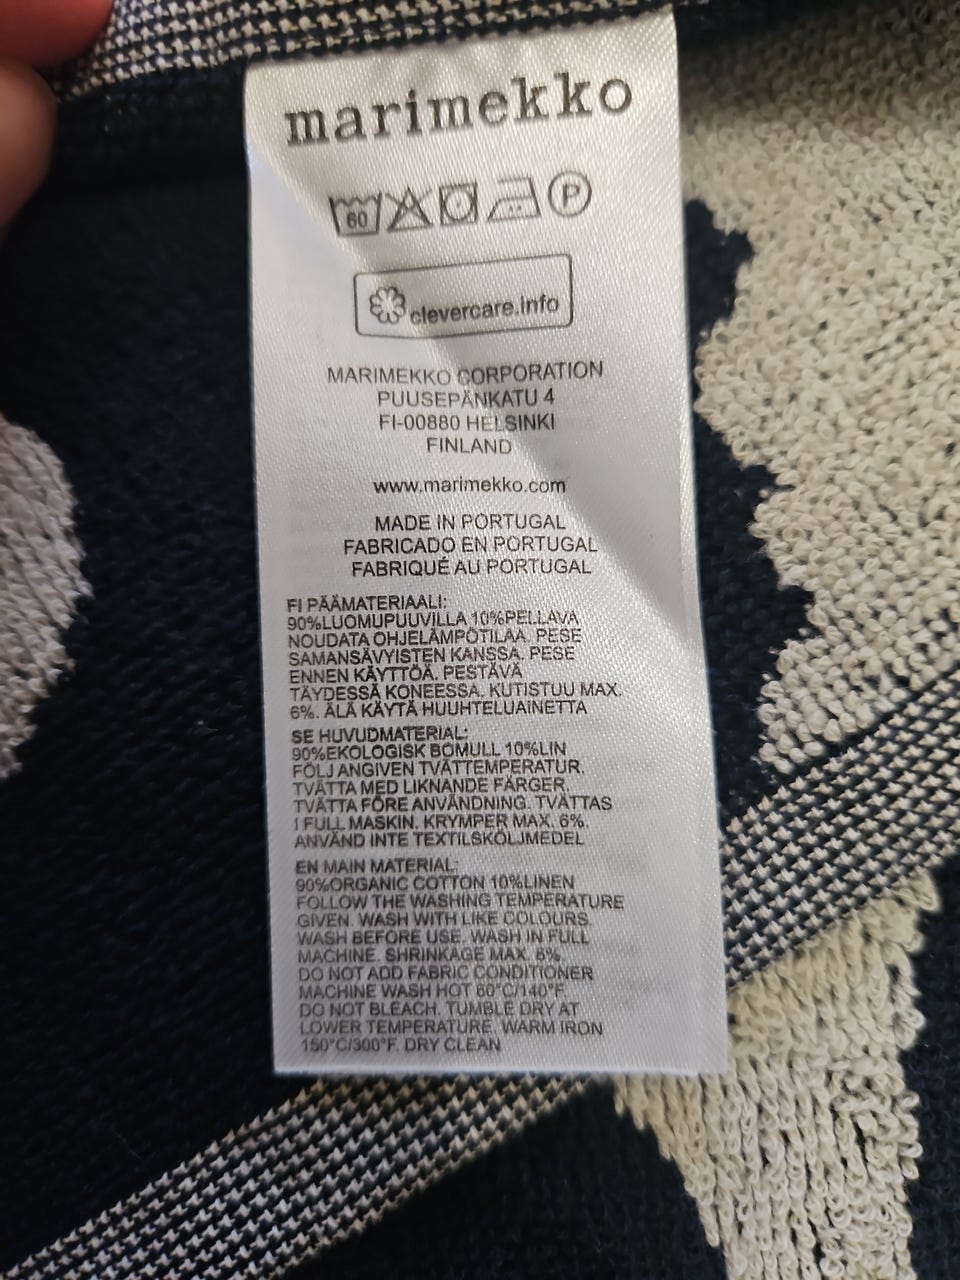 marimekko
60 P
clevercare.info
MARIMEKKO CORPORATION
PUUSEPÄNKATU 4
FI-00880 HELSINKI
FINLAND
www.marimekko.com
MADE IN PORTUGAL
FABRICADO EN PORTUGAL
FABRIQUÉ AU PORTUGAL
FI PÄÄMATERIAALI:
90%LUOMUPUUVILLA 10%PELLAVA
NOUDATA OHJELÄMPÖTILAA. PESE
SAMANSÄVYISTEN KANSSA. PESE
ENNEN KÄYTTÖÄ. PESTÄVÄ
TÄYDESSÄ KONEESSA. KUTISTUU MAX.
6%. ÄLÄ KÄYTÄ HUUHTELUAINETTA
SE HUVUDMATERIAL:
90%EKOLOGISK BOMULL 10%LIN
FÖLJ ANGIVEN TVÄTTEMPERATUR.
TVÄTTA MED LIKNANDE FÄRGER.
TVÄTTA FÖRE ANVÄNDNING. TVÄTTAS
I FULL MASKIN. KRYMPER MAX. 6%.
ANVÄND INTE TEXTILSKÖLJMEDEL
EN MAIN MATERIAL:
90%ORGANIC COTTON 10%LINEN
FOLLOW THE WASHING TEMPERATURE
GIVEN. WASH WITH LIKE COLOURS.
WASH BEFORE USE. WASH IN FULL
MACHINE. SHRINKAGE MAX. 6%.
DO NOT ADD FABRIC CONDITIONER
MACHINE WASH HOT 60°C/140°F.
DO NOT BLEACH. TUMBLE DRY AT
LOWER TEMPERATURE. WARM IRON
150°C/300°F. DRY CLEAN